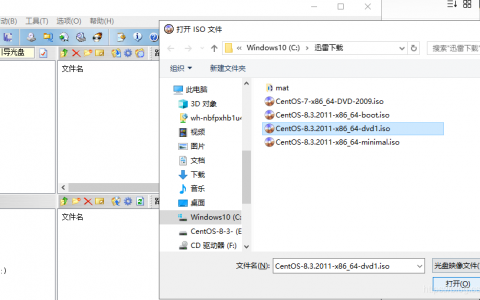 动(B) 工具(T) 选项(O) 帮助(H)
导光盘
文件名
文件名
:)
打开 ISO 文件
« Windows10 (C:) › 迅雷下载
搜索"迅雷下载
组织 新建文件夹
此电脑
3D 对象
wh-nbfpxhb1u
视频
图片
文档
下载
音乐
桌面
Windows10 (C:
CentOS-8-3- (E
CD 驱动器 (F:)
mat
CentOS-7-x86_64-DVD-2009.iso
CentOS-8.3.2011-x86_64-boot.iso
CentOS-8.3.2011-x86_64-dvd1.iso
CentOS-8.3.2011-x86_64-minimal.iso
文件名(N): CentOS-8.3.2011-x86_64-dvd1.iso
光盘映像文件(
打开(O)